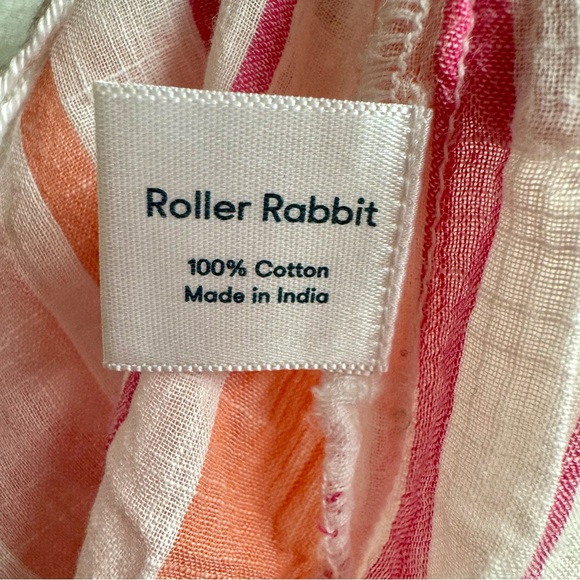 Roller Rabbit
100% Cotton
Made in India